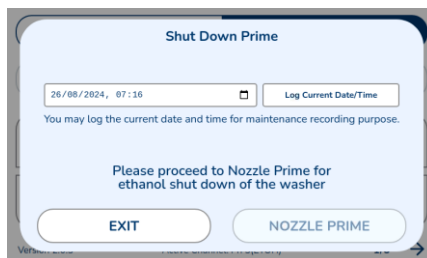 Shut Down Prime
26/08/2024, 07:16
Log Current Date/Time
You may log the current date and time for maintenance recording purpose.
Please proceed to Nozzle Prime for
ethanol shut down of the washer
EXIT
NOZZLE PRIME